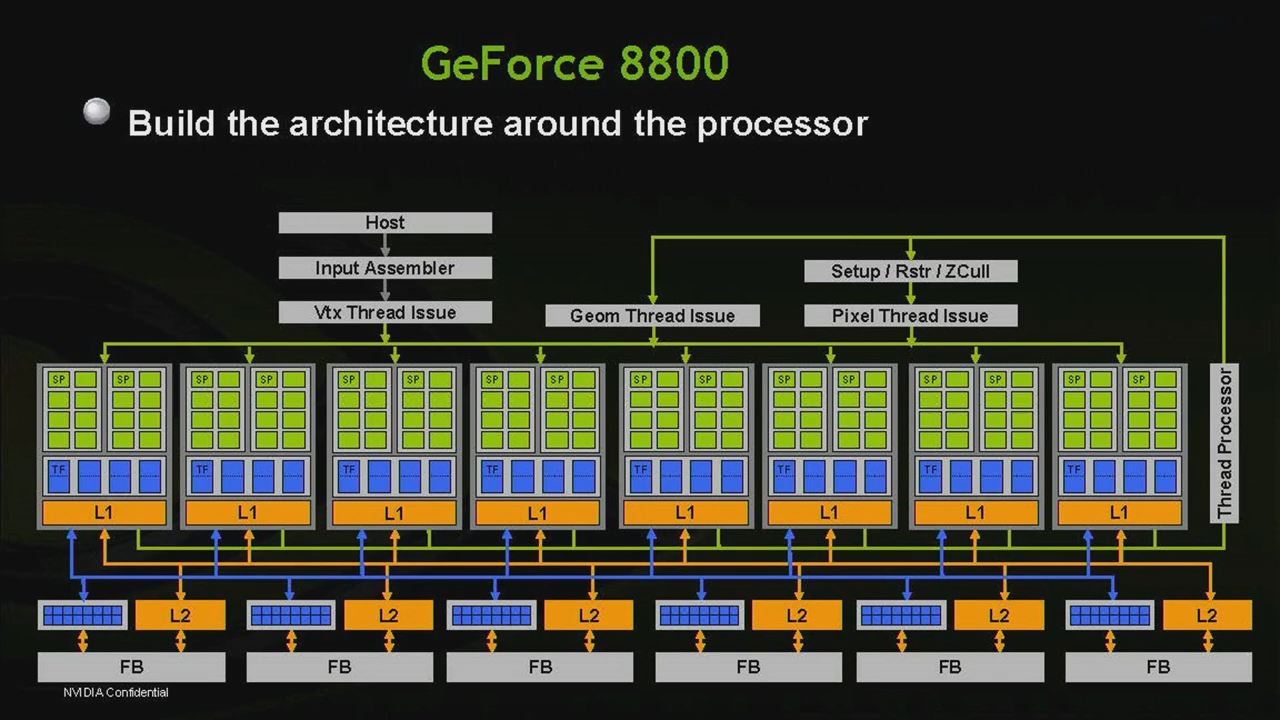 GeForce 8800
Build the architecture around the processor
Host
Input Assembler
Setup / Rstr / ZCull
Vtx Thread Issue
Geom Thread Issue
Pixel Thread Issue
SP SP SP SP SP SP SP SP SP SP SP SP SP SP SP SP
Thread Processor
TF TF TF TF TF TF TF TF
L1 L1 L1 L1 L1 L1 L1 L1
L2 L2 L2 L2 L2 L2
FB FB FB FB FB FB
NVIDIA Confidential